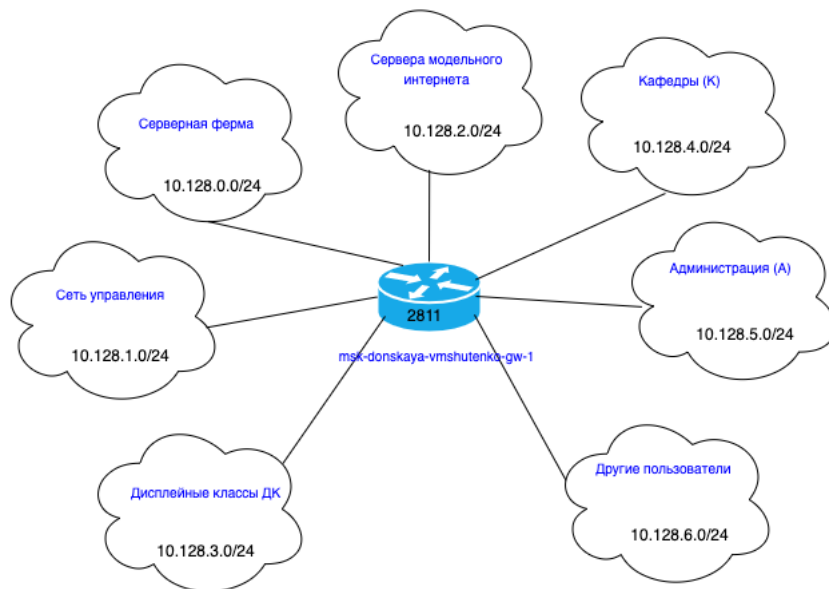 Сервера модельного
интернета
10.128.2.0/24
Кафедры (К)
10.128.4.0/24
Серверная ферма
10.128.0.0/24
Администрация (А)
10.128.5.0/24
Сеть управления
10.128.1.0/24
2811
msk-donskaya-vmshutenko-gw-1
Другие пользователи
10.128.6.0/24
Дисплейные классы ДК
10.128.3.0/24